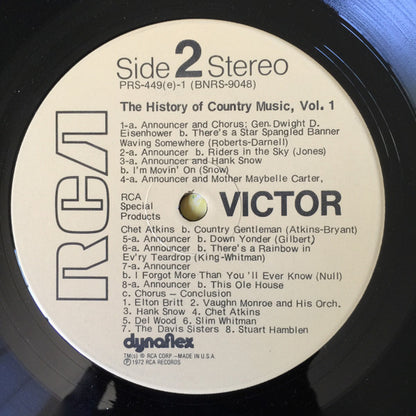 Side 2 Stereo
PRS-449(e)-1 (BNRS-9048)
The History of Country Music, Vol. 1
1-a. Announcer and Chorus; Gen. Dwight D.
Eisenhower b. There's a Star Spangled Banner
Waving Somewhere (Roberts-Darnell)
2-a. Announcer b. Riders in the Sky (Jones)
3-a. Announcer and Hank Snow
b. I'm Movin' On (Snow)
4-a. Announcer and Mother Maybelle Carter,
RCA
RCA
Special
Products
VICTOR
Chet Atkins b. Country Gentleman (Atkins-Bryant)
5-a. Announcer b. Down Yonder (Gilbert)
6-a. Announcer b. There's a Rainbow in
Ev'ry Teardrop (King-Whitman)
7-a. Announcer
b. I Forgot More Than You'll Ever Know (Null)
8-a. Announcer b. This Ole House
c. Chorus — Conclusion
1. Elton Britt 2. Vaughn Monroe and His Orch.
3. Hank Snow 4. Chet Atkins
5. Del Wood 6. Slim Whitman
7. The Davis Sisters 8. Stuart Hamblen
dynaflex
TM(s) ® RCA CORP.—MADE IN U.S.A.
℗ 1972 RCA RECORDS